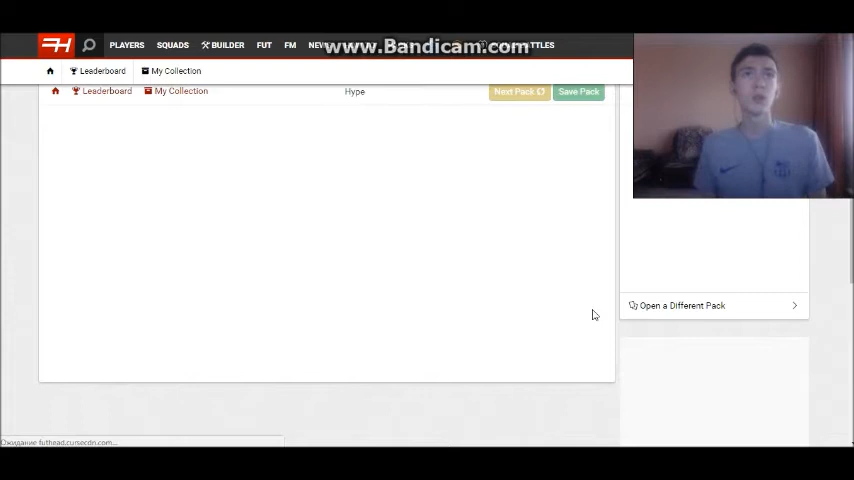 www.Bandicam.com
FH PLAYERS SQUADS BUILDER FUT FM
Leaderboard My Collection
Leaderboard My Collection Hype Next Pack Save Pack
Open a Different Pack
Ожидание futhead.cursecdn.com...